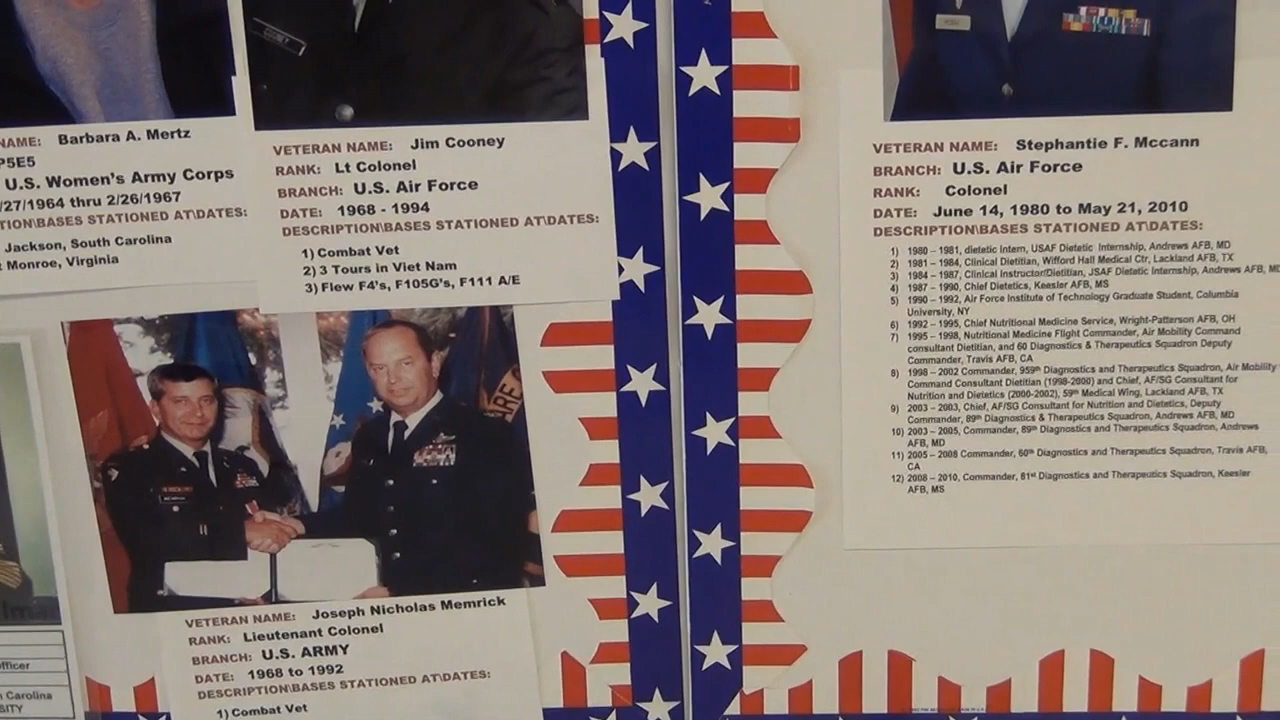 NAME: Barbara A. Mertz
P5E5
U.S. Women's Army Corps
/27/1964 thru 2/26/1967
TION\BASES STATIONED AT\DATES:
Jackson, South Carolina
t Monroe, Virginia
COONEY
VETERAN NAME: Jim Cooney
RANK: Lt Colonel
BRANCH: U.S. Air Force
DATE: 1968 - 1994
DESCRIPTION\BASES STATIONED AT\DATES:
1) Combat Vet
2) 3 Tours in Viet Nam
3) Flew F4's, F105G's, F111 A/E
VETERAN NAME: Joseph Nicholas Memrick
RANK: Lieutenant Colonel
BRANCH: U.S. ARMY
DATE: 1968 to 1992
DESCRIPTION\BASES STATIONED AT\DATES:
1) Combat Vet
fficer
h Carolina
SITY
VETERAN NAME: Stephantie F. Mccann
BRANCH: U.S. Air Force
RANK: Colonel
DATE: June 14, 1980 to May 21, 2010
DESCRIPTION\BASES STATIONED AT\DATES:
1) 1980 – 1981, dietetic Intern, USAF Dietetic Internship, Andrews AFB, MD
2) 1981 – 1984, Clinical Dietitian, Wifford Hall Medical Ctr, Lackland AFB, TX
3) 1984 - 1987, Clinical Instructor/Dietitian, JSAF Dietetic Internship, Andrews AFB, MD
4) 1987 – 1990, Chief Dietetics, Keesler AFB, MS
5) 1990 – 1992, Air Force Institute of Technology Graduate Student, Columbia
University, NY
6) 1992 – 1995, Chief Nutritional Medicine Service, Wright-Patterson AFB, OH
7) 1995 – 1998, Nutritional Medicine Flight Commander, Air Mobility Command
consultant Dietitian, and 60 Diagnostics & Therapeutics Squadron Deputy
Commander, Travis AFB, CA
8) 1998 – 2002 Commander, 959th Diagnostics and Therapeutics Squadron, Air Mobility
Command Consultant Dietitian (1998-2000) and Chief, AF/SG Consultant for
Nutrition and Dietetics (2000-2002), 59th Medical Wing, Lackland AFB, TX
9) 2003 – 2003, Chief, AF/SG Consultant for Nutrition and Dietetics, Deputy
Commander, 89th Diagnostics & Therapeutics Squadron, Andrews AFB, MD
10) 2003 – 2005, Commander, 89th Diagnostics and Therapeutics Squadron, Andrews
AFB, MD
11) 2005 – 2008 Commander, 60th Diagnostics and Therapeutics Squadron, Travis AFB,
CA
12) 2008 – 2010, Commander, 81st Diagnostics and Therapeutics Squadron, Keesler
AFB, MS